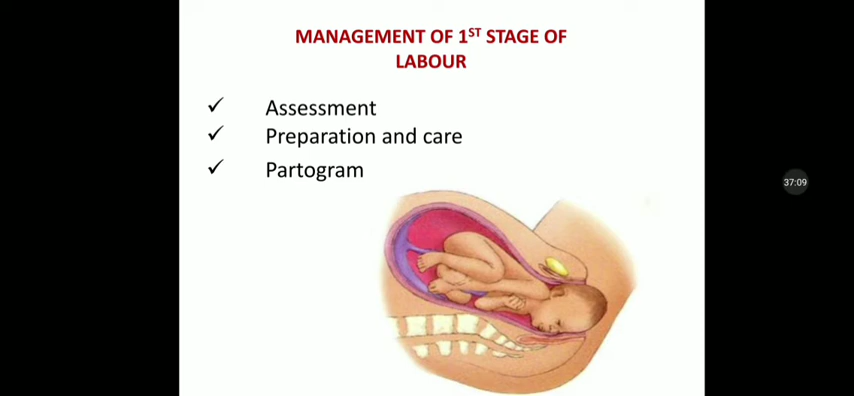 MANAGEMENT OF 1ST STAGE OF
LABOUR
✓ Assessment
✓ Preparation and care
✓ Partogram
37:09